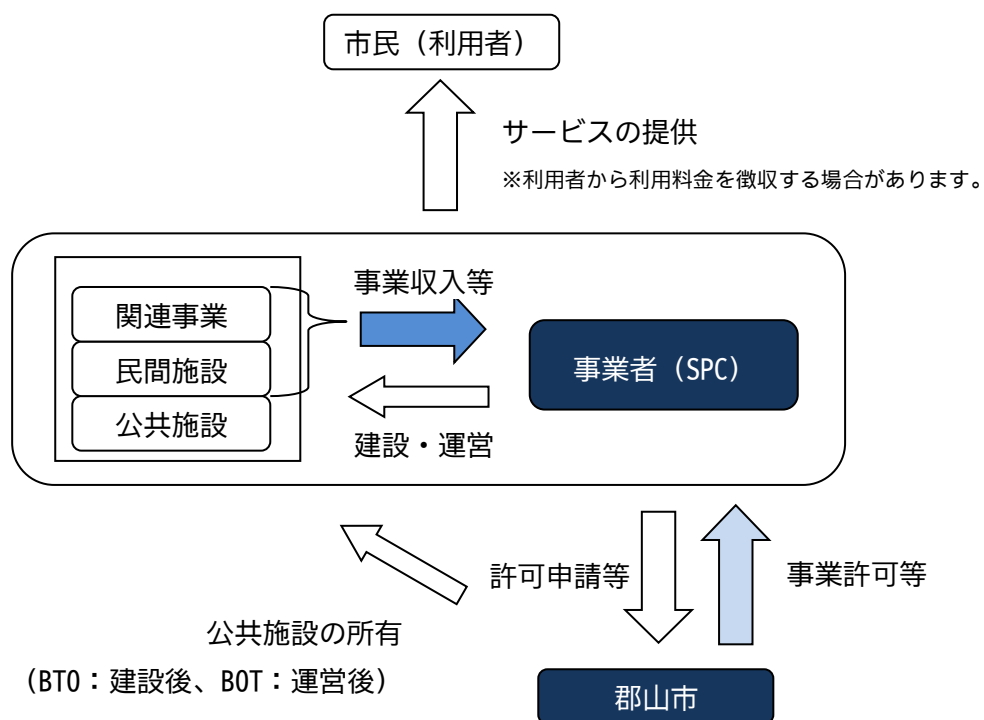 市民（利用者）
サービスの提供
※利用者から利用料金を徴収する場合があります。
事業収入等
関連事業
民間施設
公共施設
事業者（SPC）
建設・運営
許可申請等
事業許可等
公共施設の所有
（BTO：建設後、BOT：運営後）
郡山市